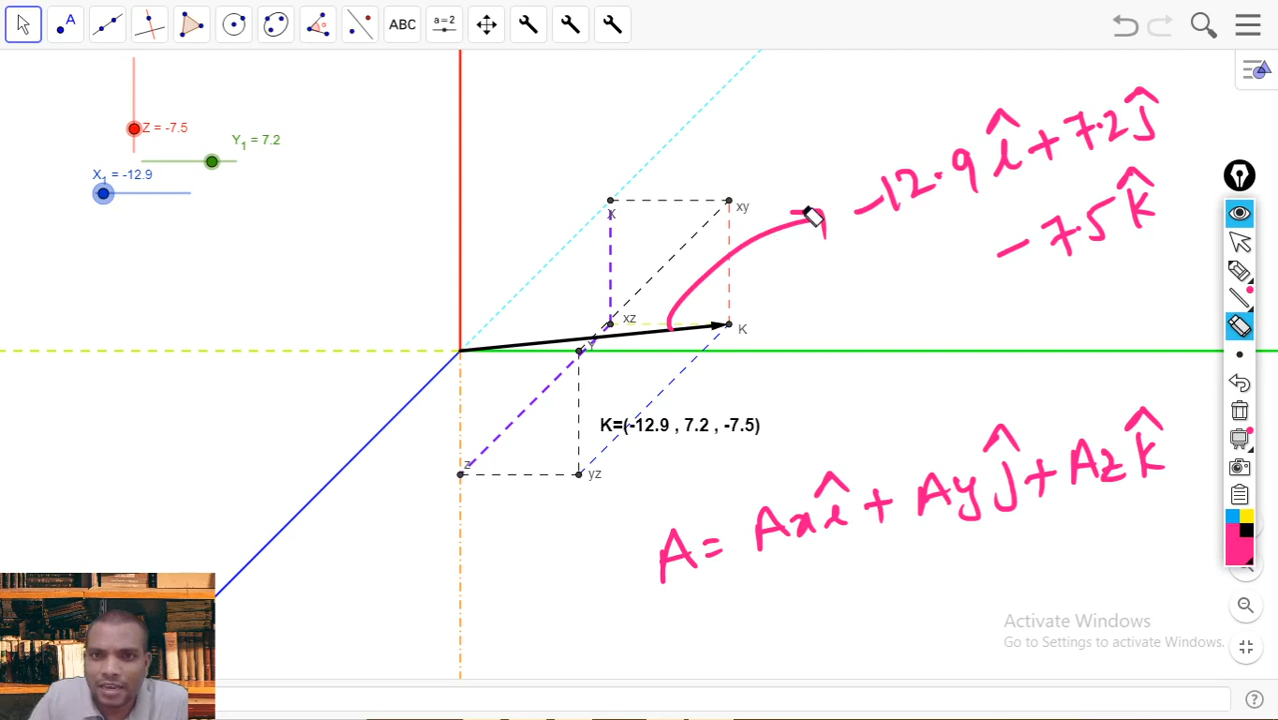 ABC
a=2
Z = -7.5
Y₁ = 7.2
X₁ = -12.9
-12.9 î + 7.2 ĵ
- 7.5 k̂
X
xy
xz
K
Y
K=(-12.9 , 7.2 , -7.5)
z
yz
A = Ax î + Ay ĵ + Az k̂
Activate Windows
Go to Settings to activate Windows.